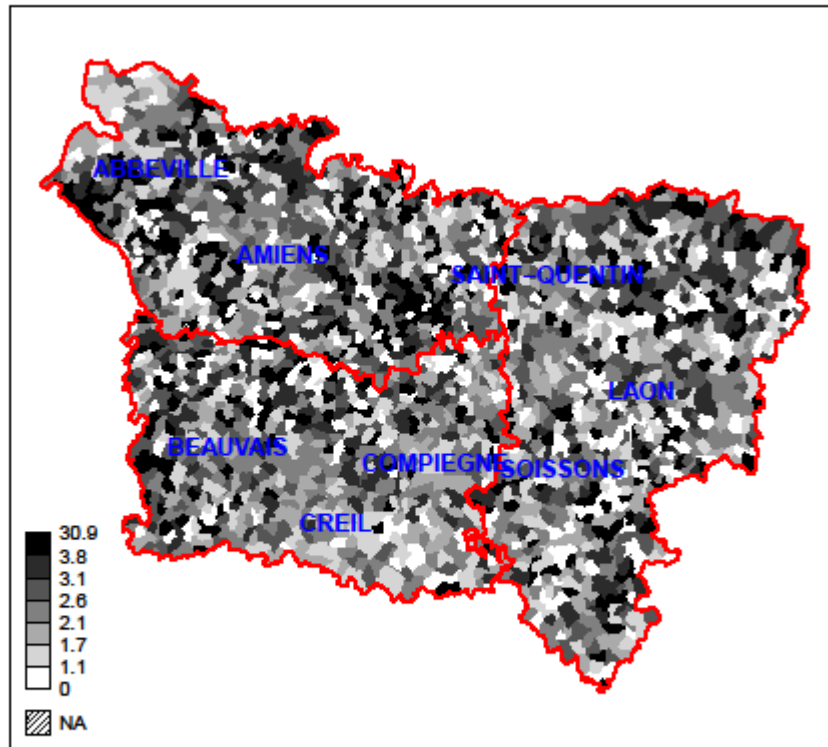 ABBEVILLE
AMIENS
SAINT−QUENTIN
LAON
BEAUVAIS
COMPIEGNE
SOISSONS
CREIL
30.9
3.8
3.1
2.6
2.1
1.7
1.1
0
NA